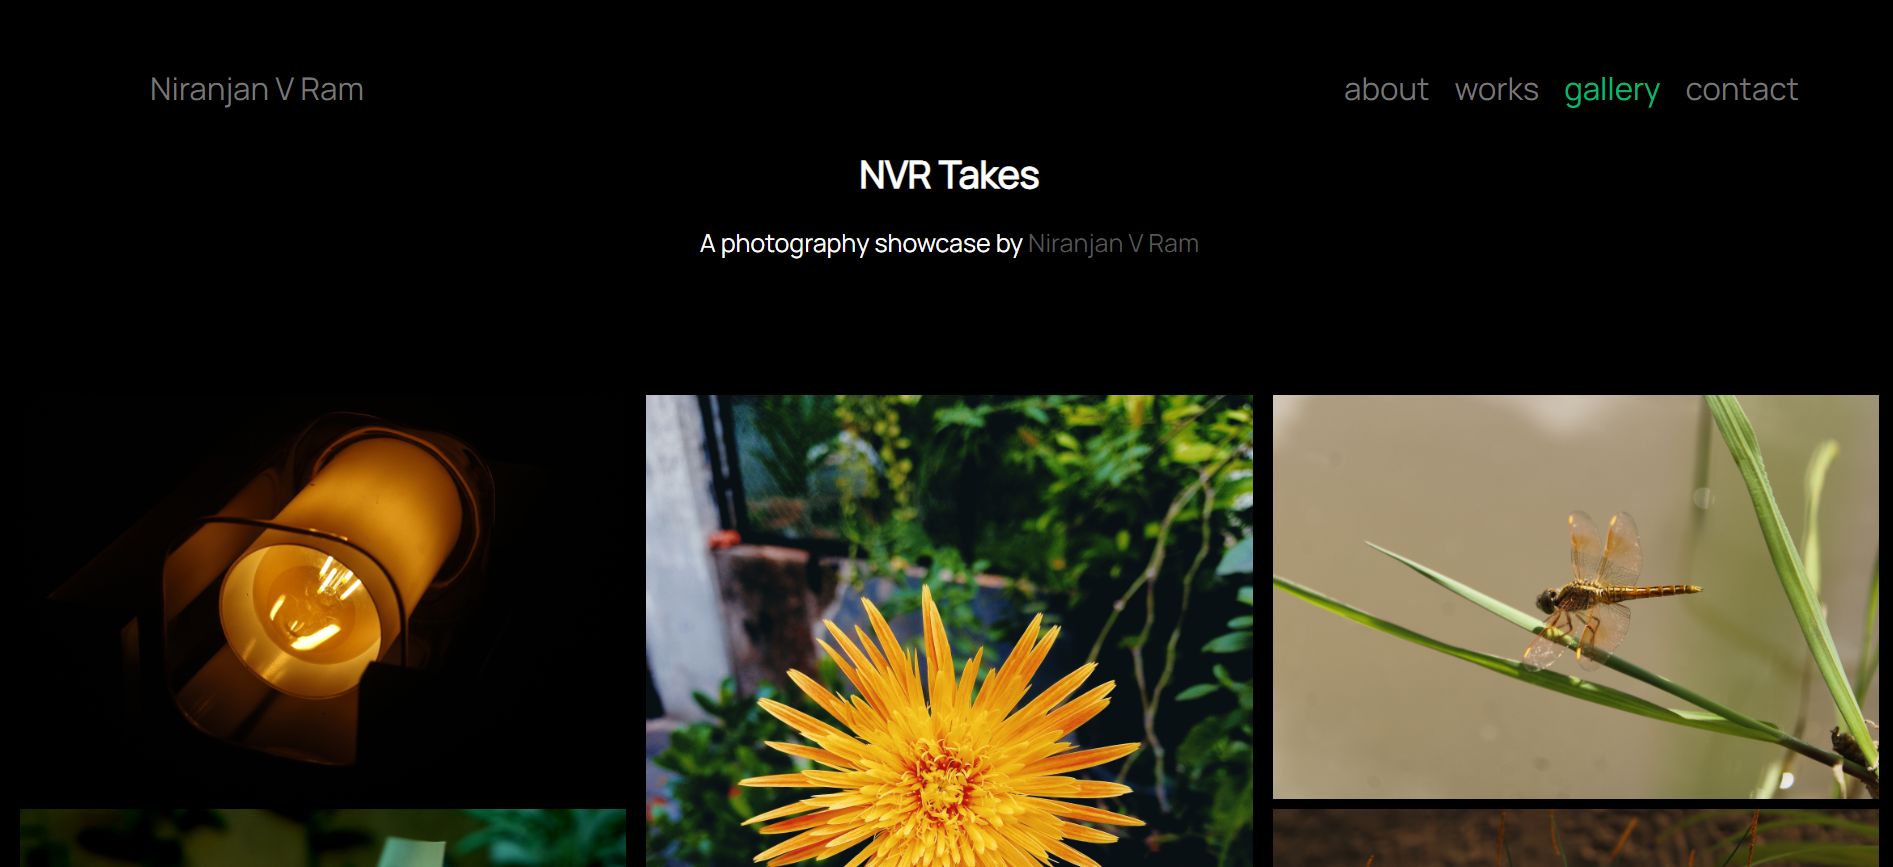 Niranjan V Ram
about works gallery contact
NVR Takes
A photography showcase by Niranjan V Ram